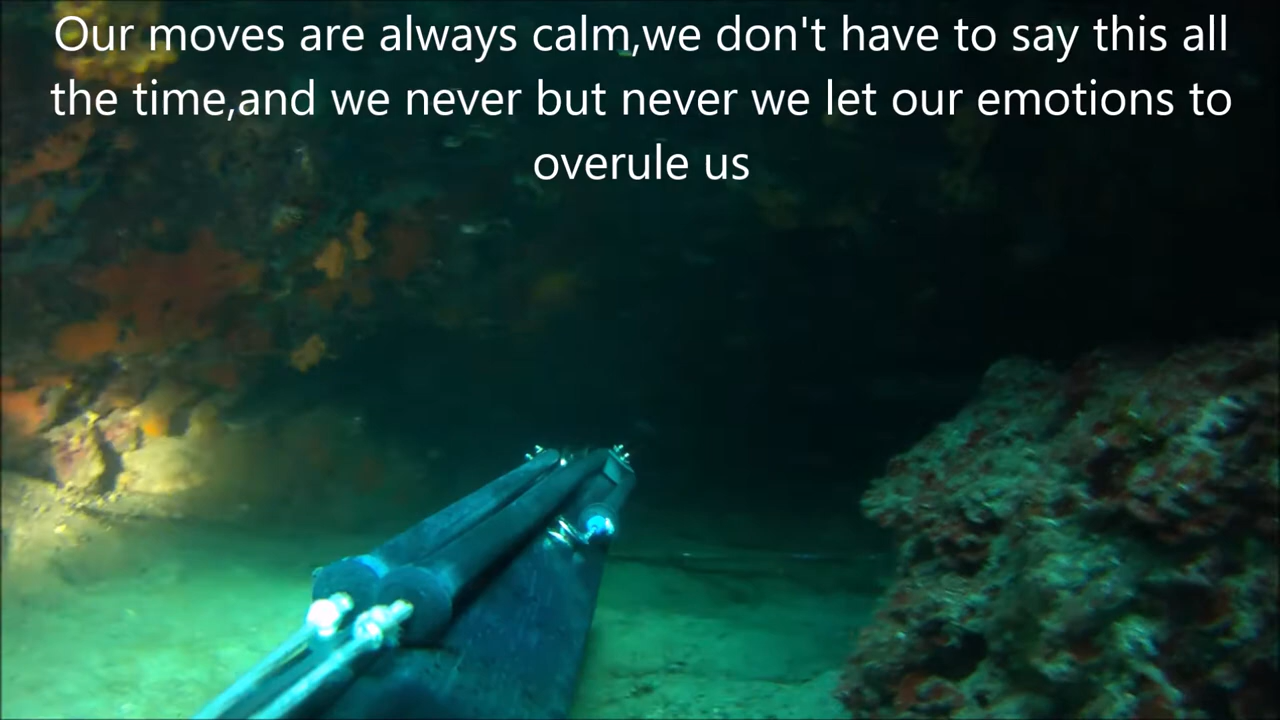 Our moves are always calm,we don't have to say this all
the time,and we never but never we let our emotions to
overule us